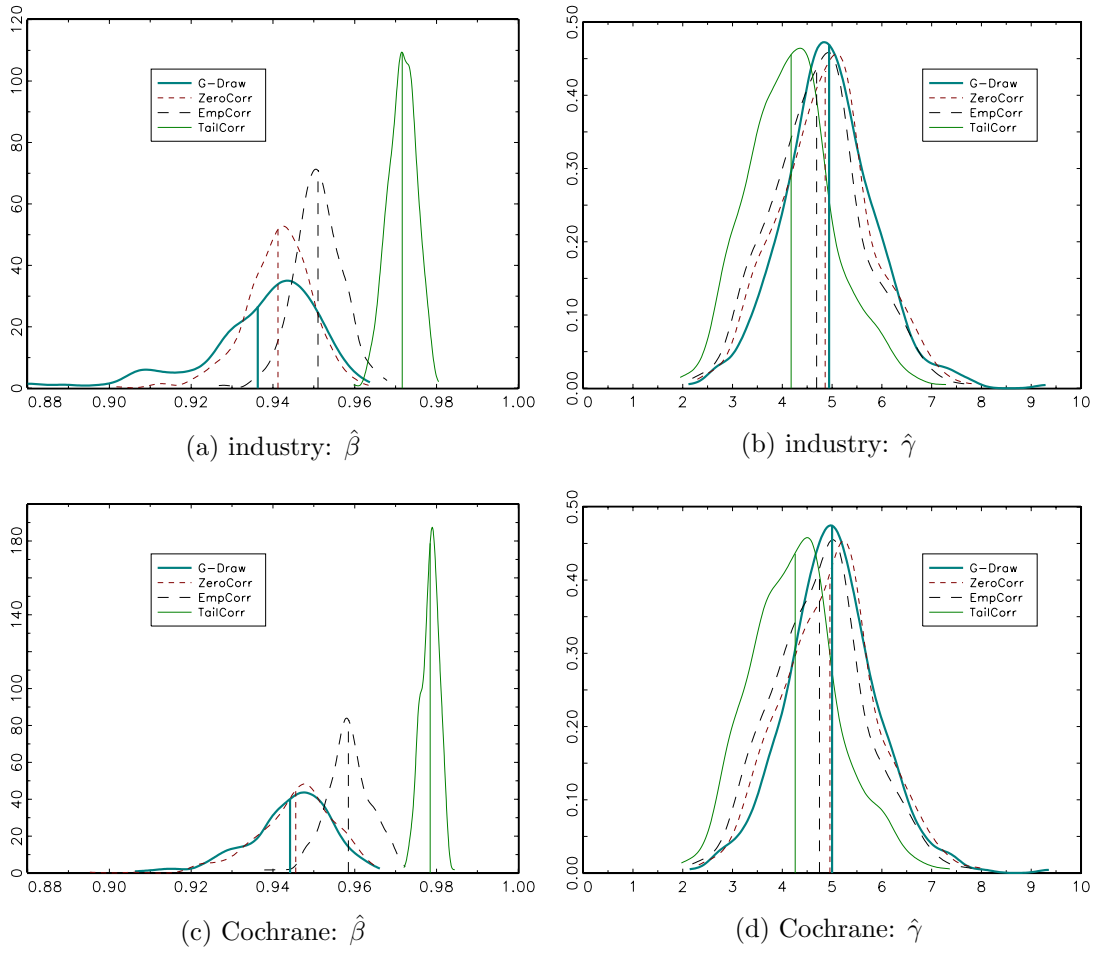 120
100
80
60
40
20
0
G-Draw
ZeroCorr
EmpCorr
TailCorr
0.88 0.90 0.92 0.94 0.96 0.98 1.00
(a) industry: β̂
0.50
0.40
0.30
0.20
0.10
0.00
G-Draw
ZeroCorr
EmpCorr
TailCorr
0 1 2 3 4 5 6 7 8 9 10
(b) industry: γ̂
180
140
100
80
60
40
20
0
G-Draw
ZeroCorr
EmpCorr
TailCorr
0.88 0.90 0.92 0.94 0.96 0.98 1.00
(c) Cochrane: β̂
0.50
0.40
0.30
0.20
0.10
0.00
G-Draw
ZeroCorr
EmpCorr
TailCorr
0 1 2 3 4 5 6 7 8 9 10
(d) Cochrane: γ̂